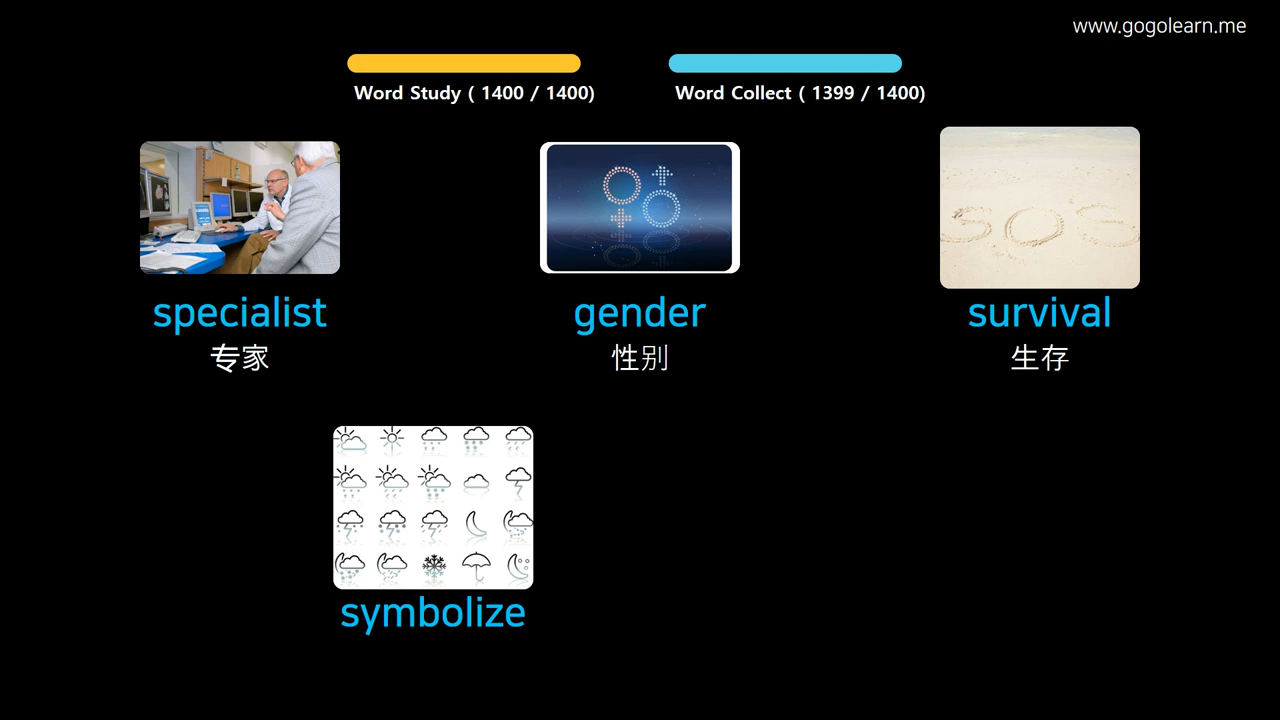 www.gogolearn.me
Word Study ( 1400 / 1400)
Word Collect ( 1399 / 1400)
SOS
specialist
gender
survival
专家
性别
生存
symbolize